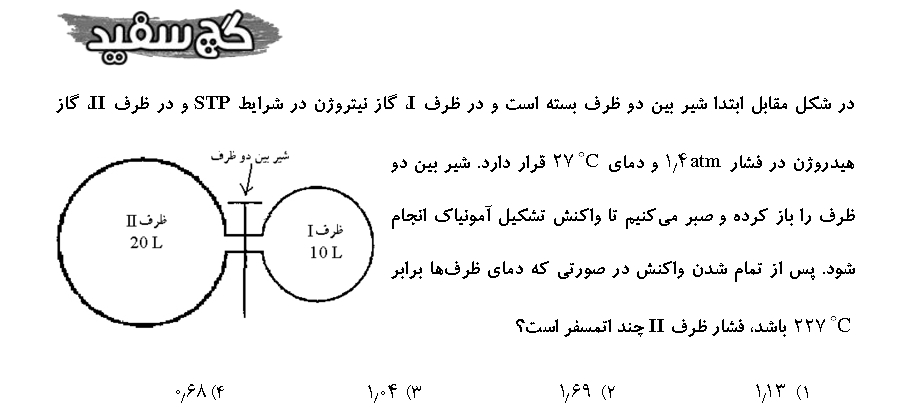 گچ سفید
در شکل مقابل ابتدا شیر بین دو ظرف بسته است و در ظرف I، گاز نیتروژن در شرایط STP و در ظرف II، گاز
هیدروژن در فشار ۱٫۴atm و دمای ۲۷ °C قرار دارد. شیر بین دو
ظرف را باز کرده و صبر می‌کنیم تا واکنش تشکیل آمونیاک انجام
شود. پس از تمام شدن واکنش در صورتی که دمای ظرف‌ها برابر
۲۲۷ °C باشد، فشار ظرف II چند اتمسفر است؟
شیر بین دو ظرف
ظرف I
10 L
ظرف II
20 L
۱) ۱٫۱۳ ۲) ۱٫۶۹ ۳) ۱٫۰۴ ۴) ۰٫۶۸